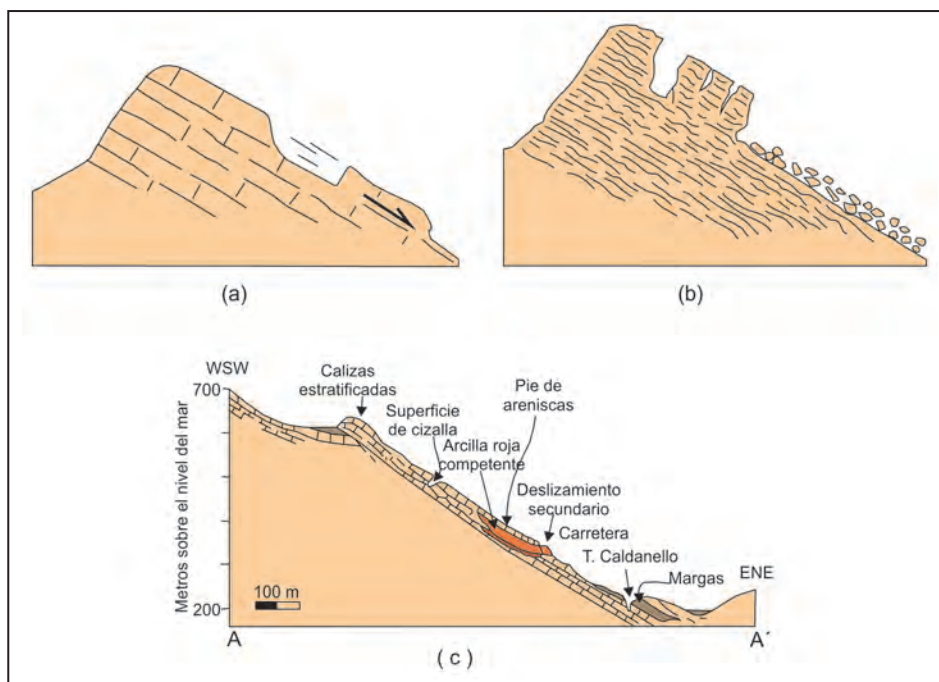 (a)
(b)
WSW
700
Calizas
estratificadas
Superficie
de cizalla
Pie de
areniscas
Arcilla roja
competente
Deslizamiento
secundario
Carretera
T. Caldanello
Margas
ENE
Metros sobre el nivel del mar
100 m
200
A
A´
( c )